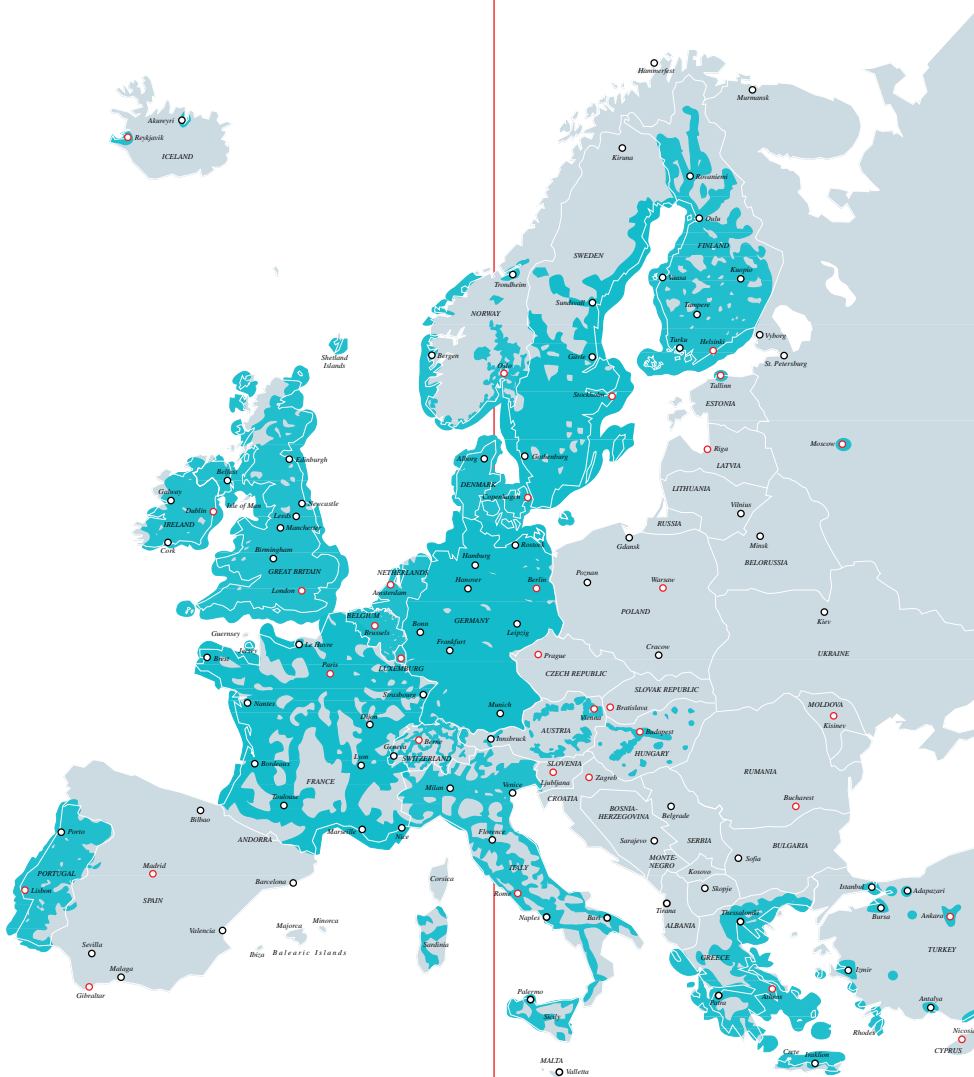 Hammerfest
Murmansk
Akureyri
Reykjavik
ICELAND
Kiruna
Rovaniemi
Oulu
FINLAND
SWEDEN
Vaasa
Kuopio
Trondheim
Sundsvall
Tampere
NORWAY
Vyborg
Turku
Helsinki
Shetland
Islands
Bergen
Gävle
St. Petersburg
Oslo
Tallinn
Stockholm
ESTONIA
Moscow
Riga
LATVIA
Edinburgh
Alborg
Gothenburg
Belfast
DENMARK
LITHUANIA
Galway
Copenhagen
Isle of Man
Newcastle
Dublin
Leeds
Vilnius
IRELAND
Manchester
RUSSIA
Cork
Rostock
Gdansk
Minsk
Birmingham
Hamburg
BELORUSSIA
GREAT BRITAIN
NETHERLANDS
Hanover
Berlin
Poznan
Warsaw
London
Amsterdam
POLAND
BELGIUM
Kiev
Brussels
Bonn
GERMANY
Leipzig
Guernsey
Jersey
Le Havre
Frankfurt
Cracow
UKRAINE
Brest
Prague
Paris
LUXEMBURG
CZECH REPUBLIC
SLOVAK REPUBLIC
Strasbourg
Nantes
Munich
Bratislava
MOLDOVA
Dijon
Vienna
Kisinev
AUSTRIA
Budapest
Innsbruck
Geneva
Berne
HUNGARY
SWITZERLAND
Lyon
Bordeaux
SLOVENIA
RUMANIA
FRANCE
Ljubljana
Zagreb
Milan
Venice
CROATIA
Bucharest
Toulouse
BOSNIA-
HERZEGOVINA
Belgrade
Bilbao
Marseille
Nice
Florence
Porto
ANDORRA
Sarajevo
SERBIA
BULGARIA
MONTE-
NEGRO
Sofia
Madrid
ITALY
Kosovo
PORTUGAL
Corsica
Barcelona
Skopje
Istanbul
Adapazari
Lisbon
SPAIN
Rome
Tirana
Bursa
Ankara
Minorca
Naples
Bari
Thessaloniki
Majorca
ALBANIA
Valencia
Sevilla
Ibiza
Balearic Islands
Sardinia
GREECE
TURKEY
Malaga
Izmir
Gibraltar
Palermo
Patra
Athens
Antalya
Sicily
Rhodes
Nicosia
Crete
Iraklion
CYPRUS
MALTA
Valletta